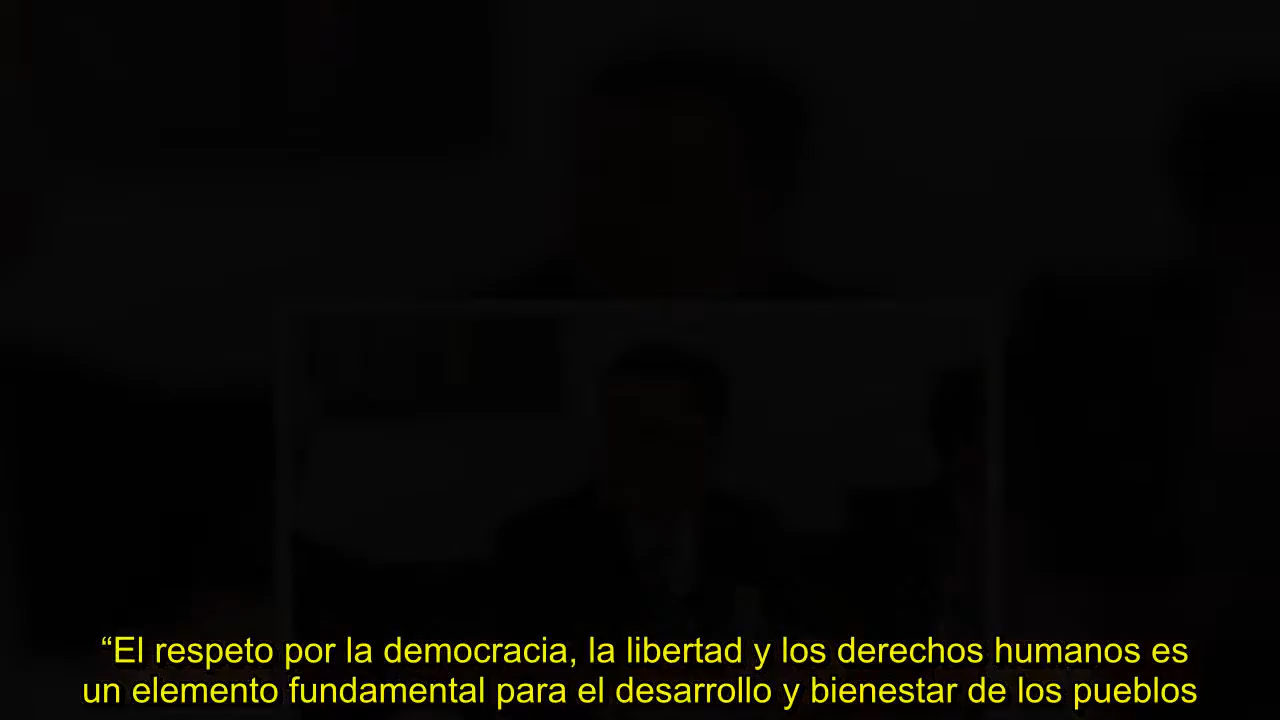 “El respeto por la democracia, la libertad y los derechos humanos es
un elemento fundamental para el desarrollo y bienestar de los pueblos